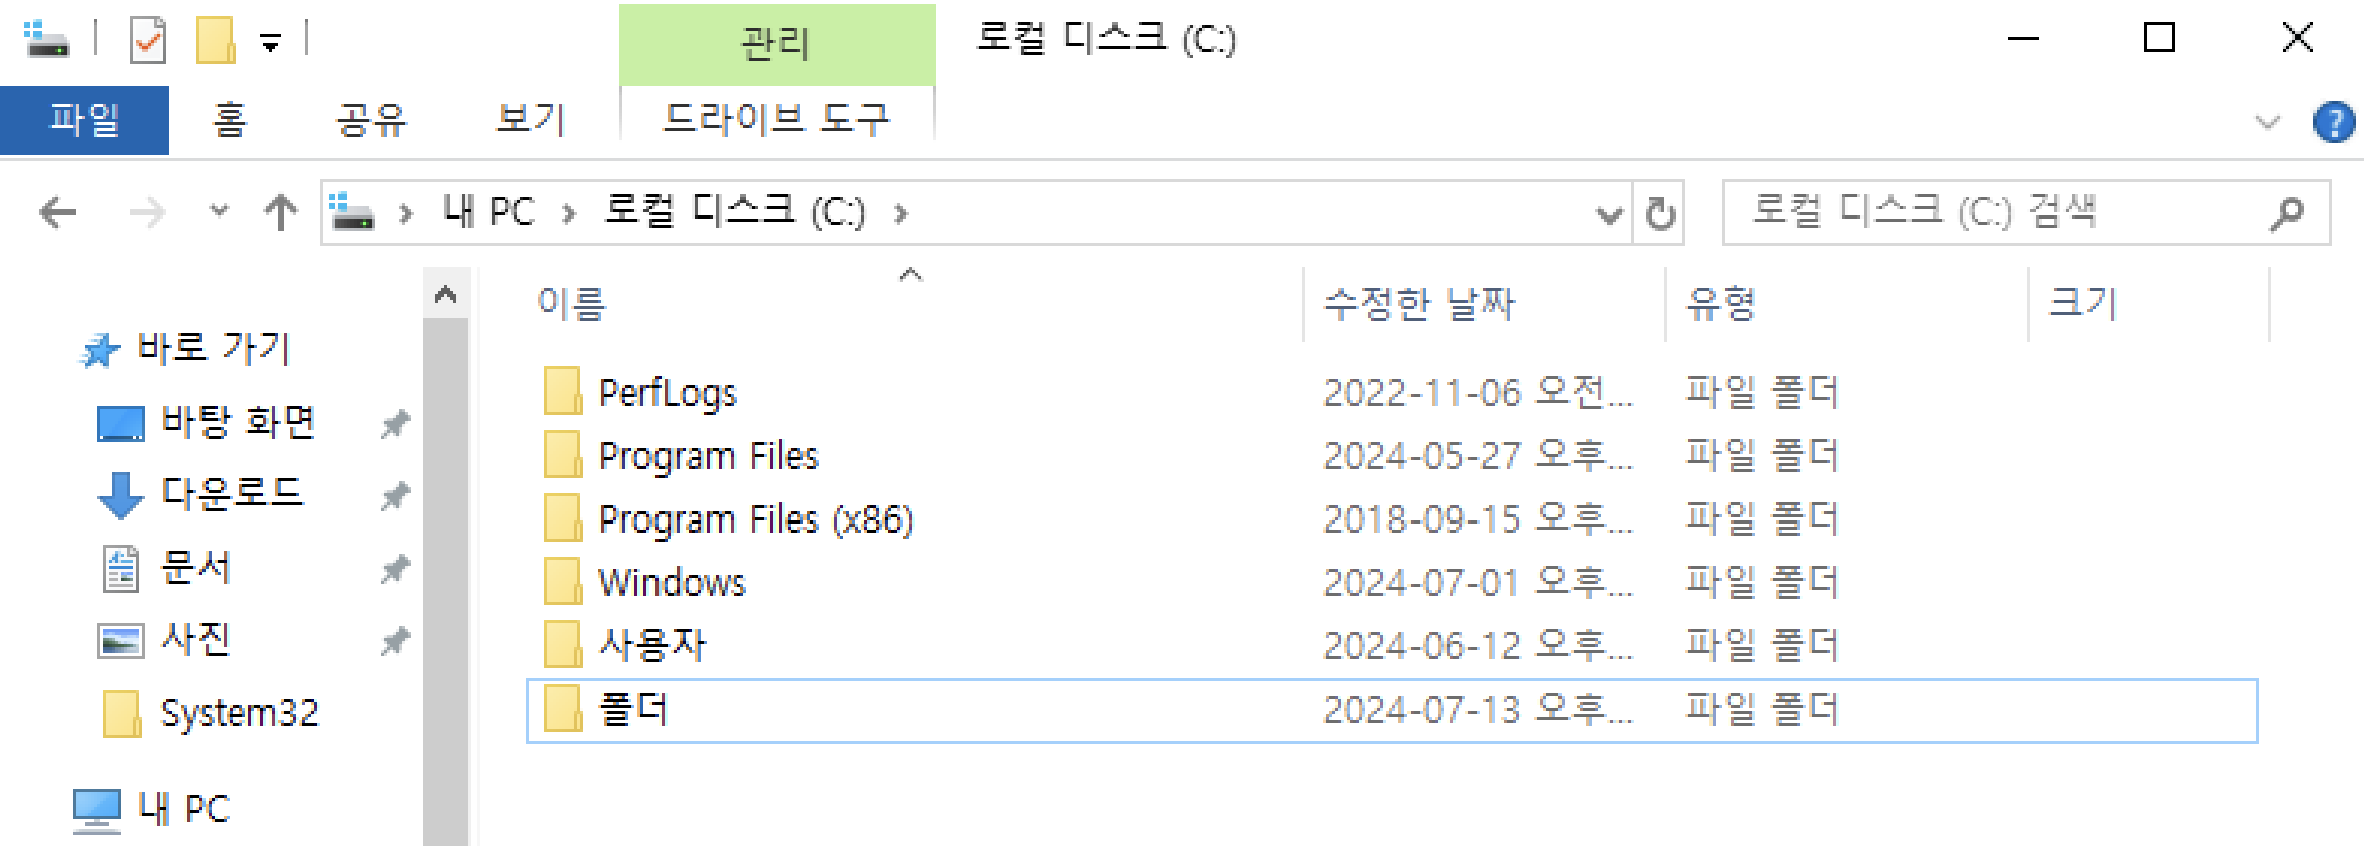 관리 로컬 디스크 (C:)
파일 홈 공유 보기 드라이브 도구 ?
내 PC 로컬 디스크 (C:) 로컬 디스크 (C:) 검색
이름 수정한 날짜 유형 크기
바로 가기
바탕 화면
다운로드
문서
사진
System32
내 PC
PerfLogs 2022-11-06 오전... 파일 폴더
Program Files 2024-05-27 오후... 파일 폴더
Program Files (x86) 2018-09-15 오후... 파일 폴더
Windows 2024-07-01 오후... 파일 폴더
사용자 2024-06-12 오후... 파일 폴더
폴더 2024-07-13 오후... 파일 폴더